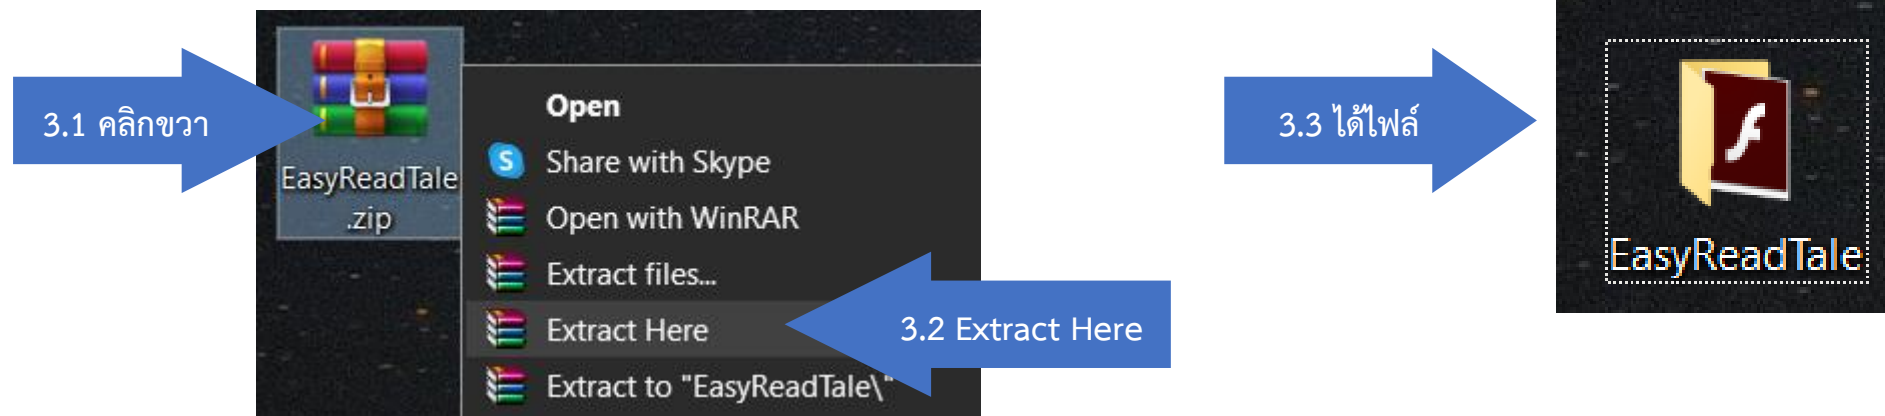 3.1 คลิกขวา
EasyReadTale
.zip
Open
Share with Skype
Open with WinRAR
Extract files...
Extract Here
Extract to "EasyReadTale\"
3.2 Extract Here
3.3 ได้ไฟล์
EasyReadTale